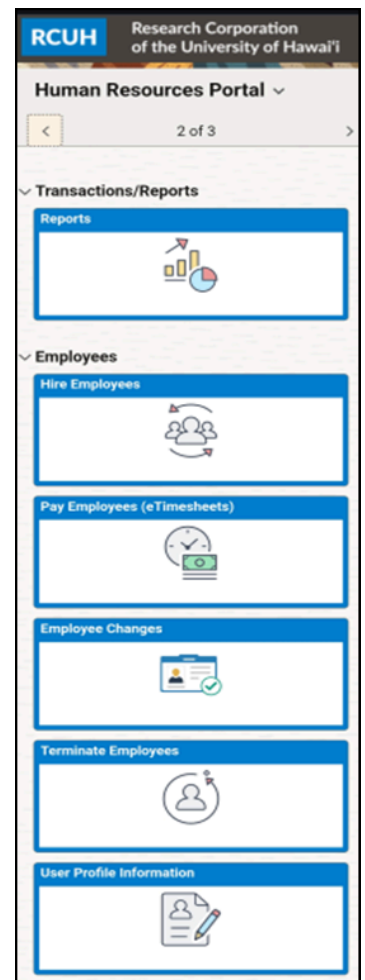 RCUH
Research Corporation
of the University of Hawai'i
Human Resources Portal
2 of 3
Transactions/Reports
Reports
Employees
Hire Employees
Pay Employees (eTimesheets)
Employee Changes
Terminate Employees
User Profile Information